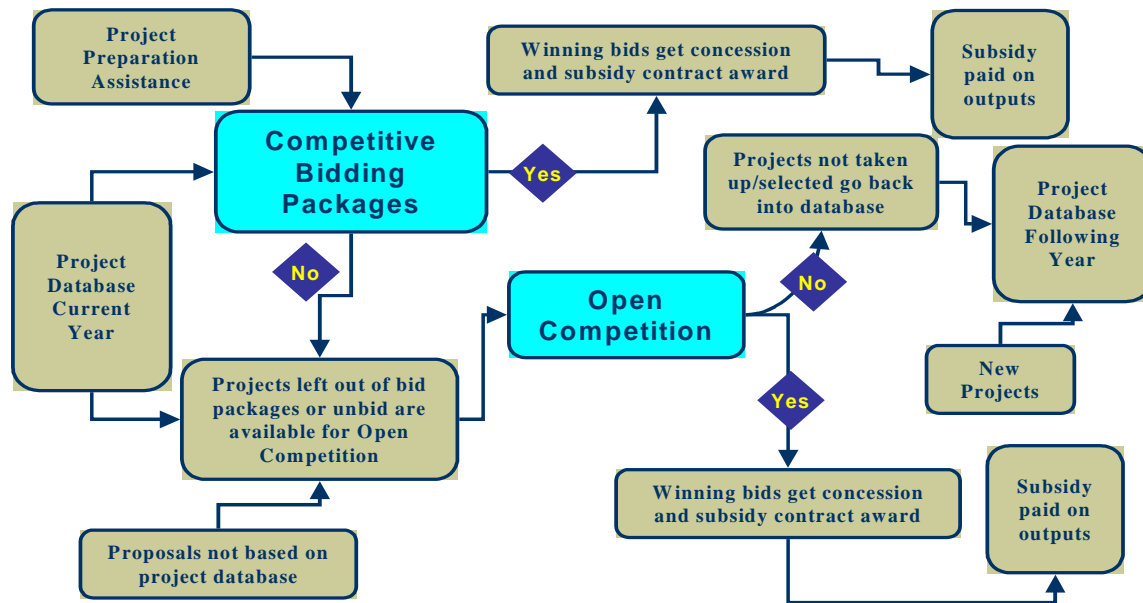 Project
Preparation
Assistance
Winning bids get concession
and subsidy contract award
Subsidy
paid on
outputs
Competitive
Bidding
Packages
Yes
Projects not taken
up/selected go back
into database
Project
Database
Following
Year
Project
Database
Current
Year
No
Open
Competition
No
New
Projects
Projects left out of bid
packages or unbid are
available for Open
Competition
Yes
Winning bids get concession
and subsidy contract award
Subsidy
paid on
outputs
Proposals not based on
project database